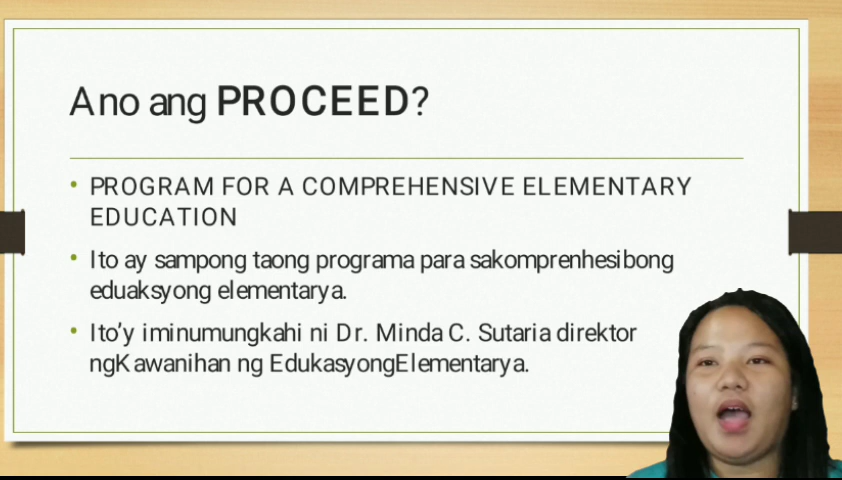 Ano ang PROCEED?
• PROGRAM FOR A COMPREHENSIVE ELEMENTARY
EDUCATION
• Ito ay sampong taong programa para sakomprenhesibong
eduaksyong elementarya.
• Ito'y iminumungkahi ni Dr. Minda C. Sutaria direktor
ngKawanihan ng EdukasyongElementarya.